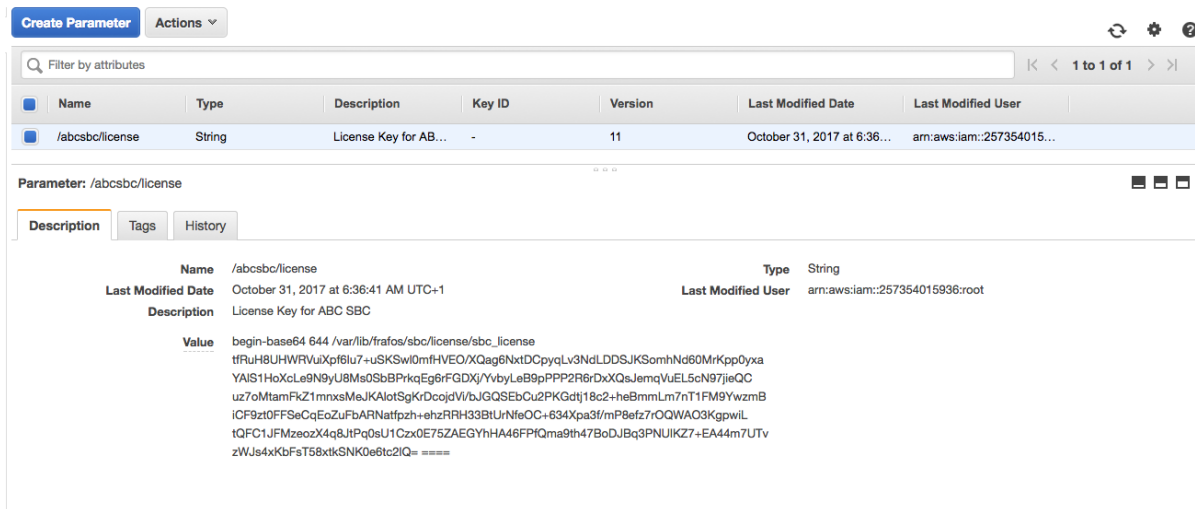 Create Parameter Actions
Filter by attributes 1 to 1 of 1
Name Type Description Key ID Version Last Modified Date Last Modified User
/abcsbc/license String License Key for AB... - 11 October 31, 2017 at 6:36... arn:aws:iam::257354015...
Parameter: /abcsbc/license
Description Tags History
Name /abcsbc/license Type String
Last Modified Date October 31, 2017 at 6:36:41 AM UTC+1 Last Modified User arn:aws:iam::257354015936:root
Description License Key for ABC SBC
Value begin-base64 644 /var/lib/frafos/sbc/license/sbc_license
tfRuH8UHWRVuiXpf6Iu7+uSKSwl0mfHVEO/XQag6NxtDCpyqLv3NdLDDSJKSomhNd60MrKpp0yxa
YAlS1HoXcLe9N9yU8Ms0SbBPrkqEg6rFGDXj/YvbyLeB9pPPP2R6rDxXQsJemqVuEL5cN97jieQC
uz7oMtamFkZ1mnxsMeJKAlotSgKrDcojdVi/bJGQSEbCu2PKGdtj18c2+heBmmLm7nT1FM9YwzmB
iCF9zt0FFSeCqEoZuFbARNatfpzh+ehzRRH33BtUrNfeOC+634Xpa3f/mP8efz7rOQWAO3KgpwiL
tQFC1JFMzeozX4q8JtPq0sU1Czx0E75ZAEGYhHA46FPfQma9th47BoDJBq3PNUlKZ7+EA44m7UTv
zWJs4xKbFsT58xtkSNK0e6tc2lQ= ====